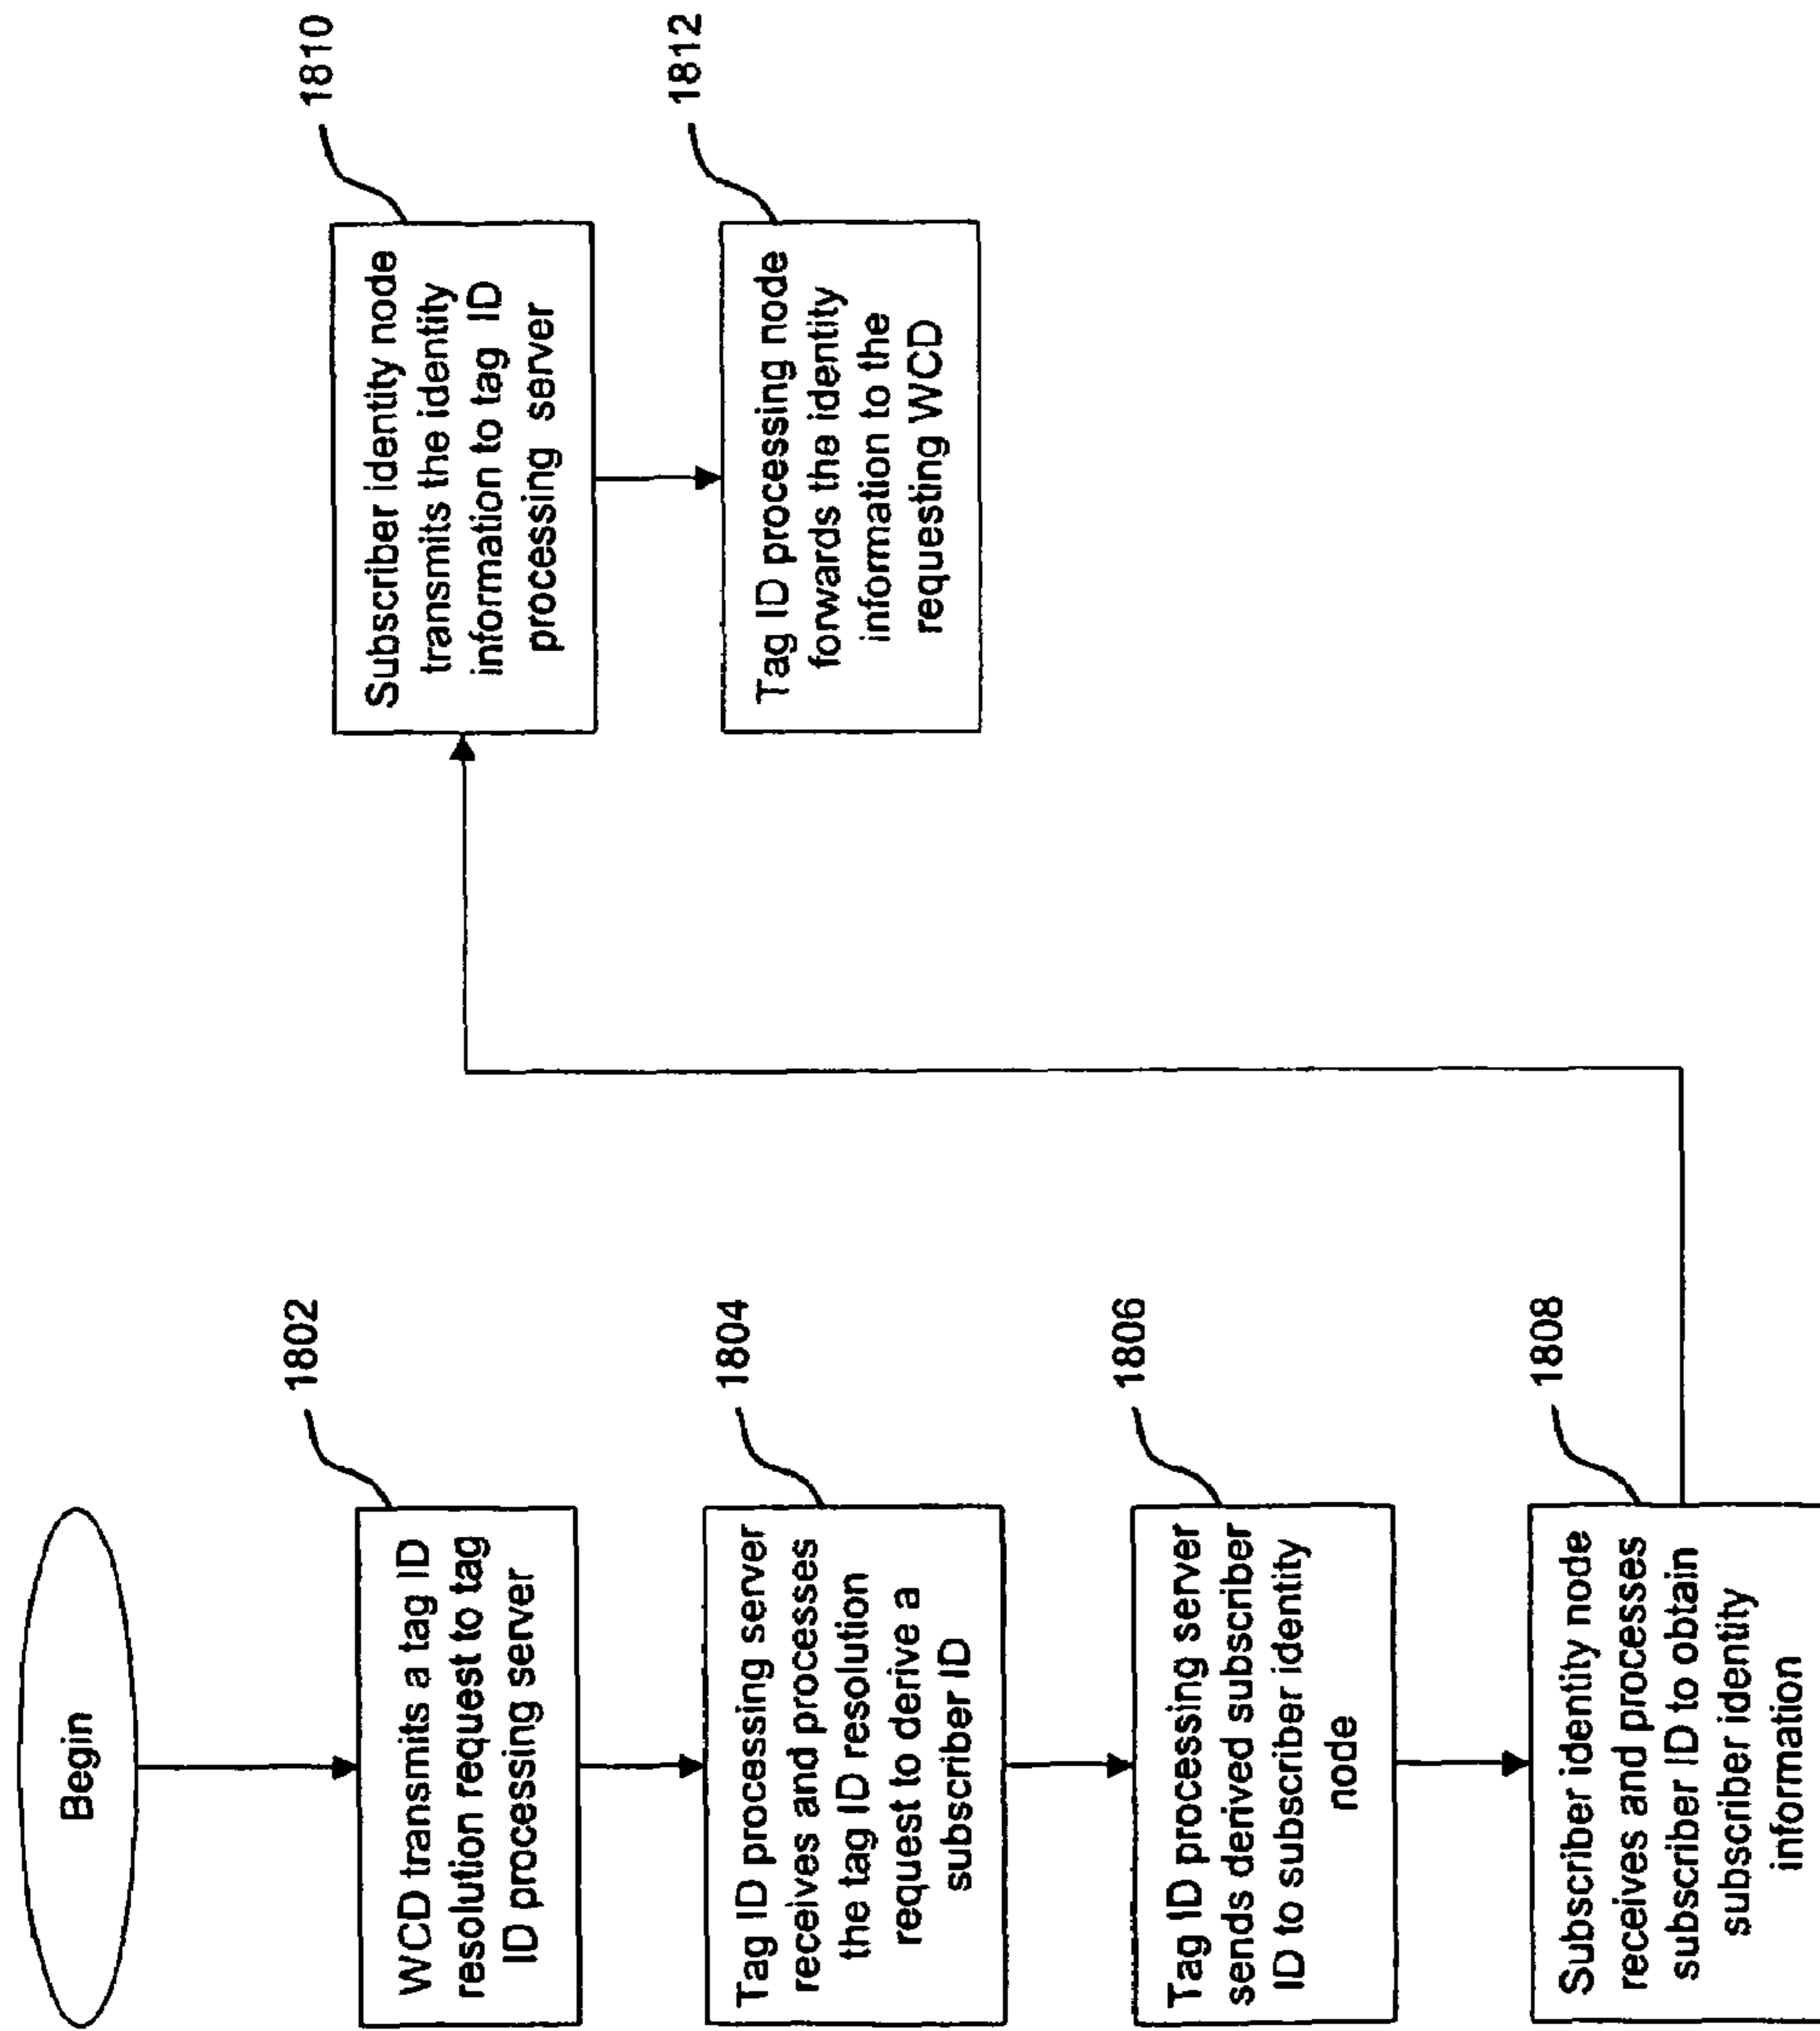 Begin
1802
WCD transmits a tag ID
resolution request to tag
ID processing server
1804
Tag ID processing server
receives and processes
the tag ID resolution
request to derive a
subscriber ID
1806
Tag ID processing server
sends derived subscriber
ID to subscriber identity
node
1808
Subscriber identity node
receives and processes
subscriber ID to obtain
subscriber identity
information
1810
Subscriber identity node
transmits the identity
information to tag ID
processing server
1812
Tag ID processing node
forwards the identity
information to the
requesting WCD